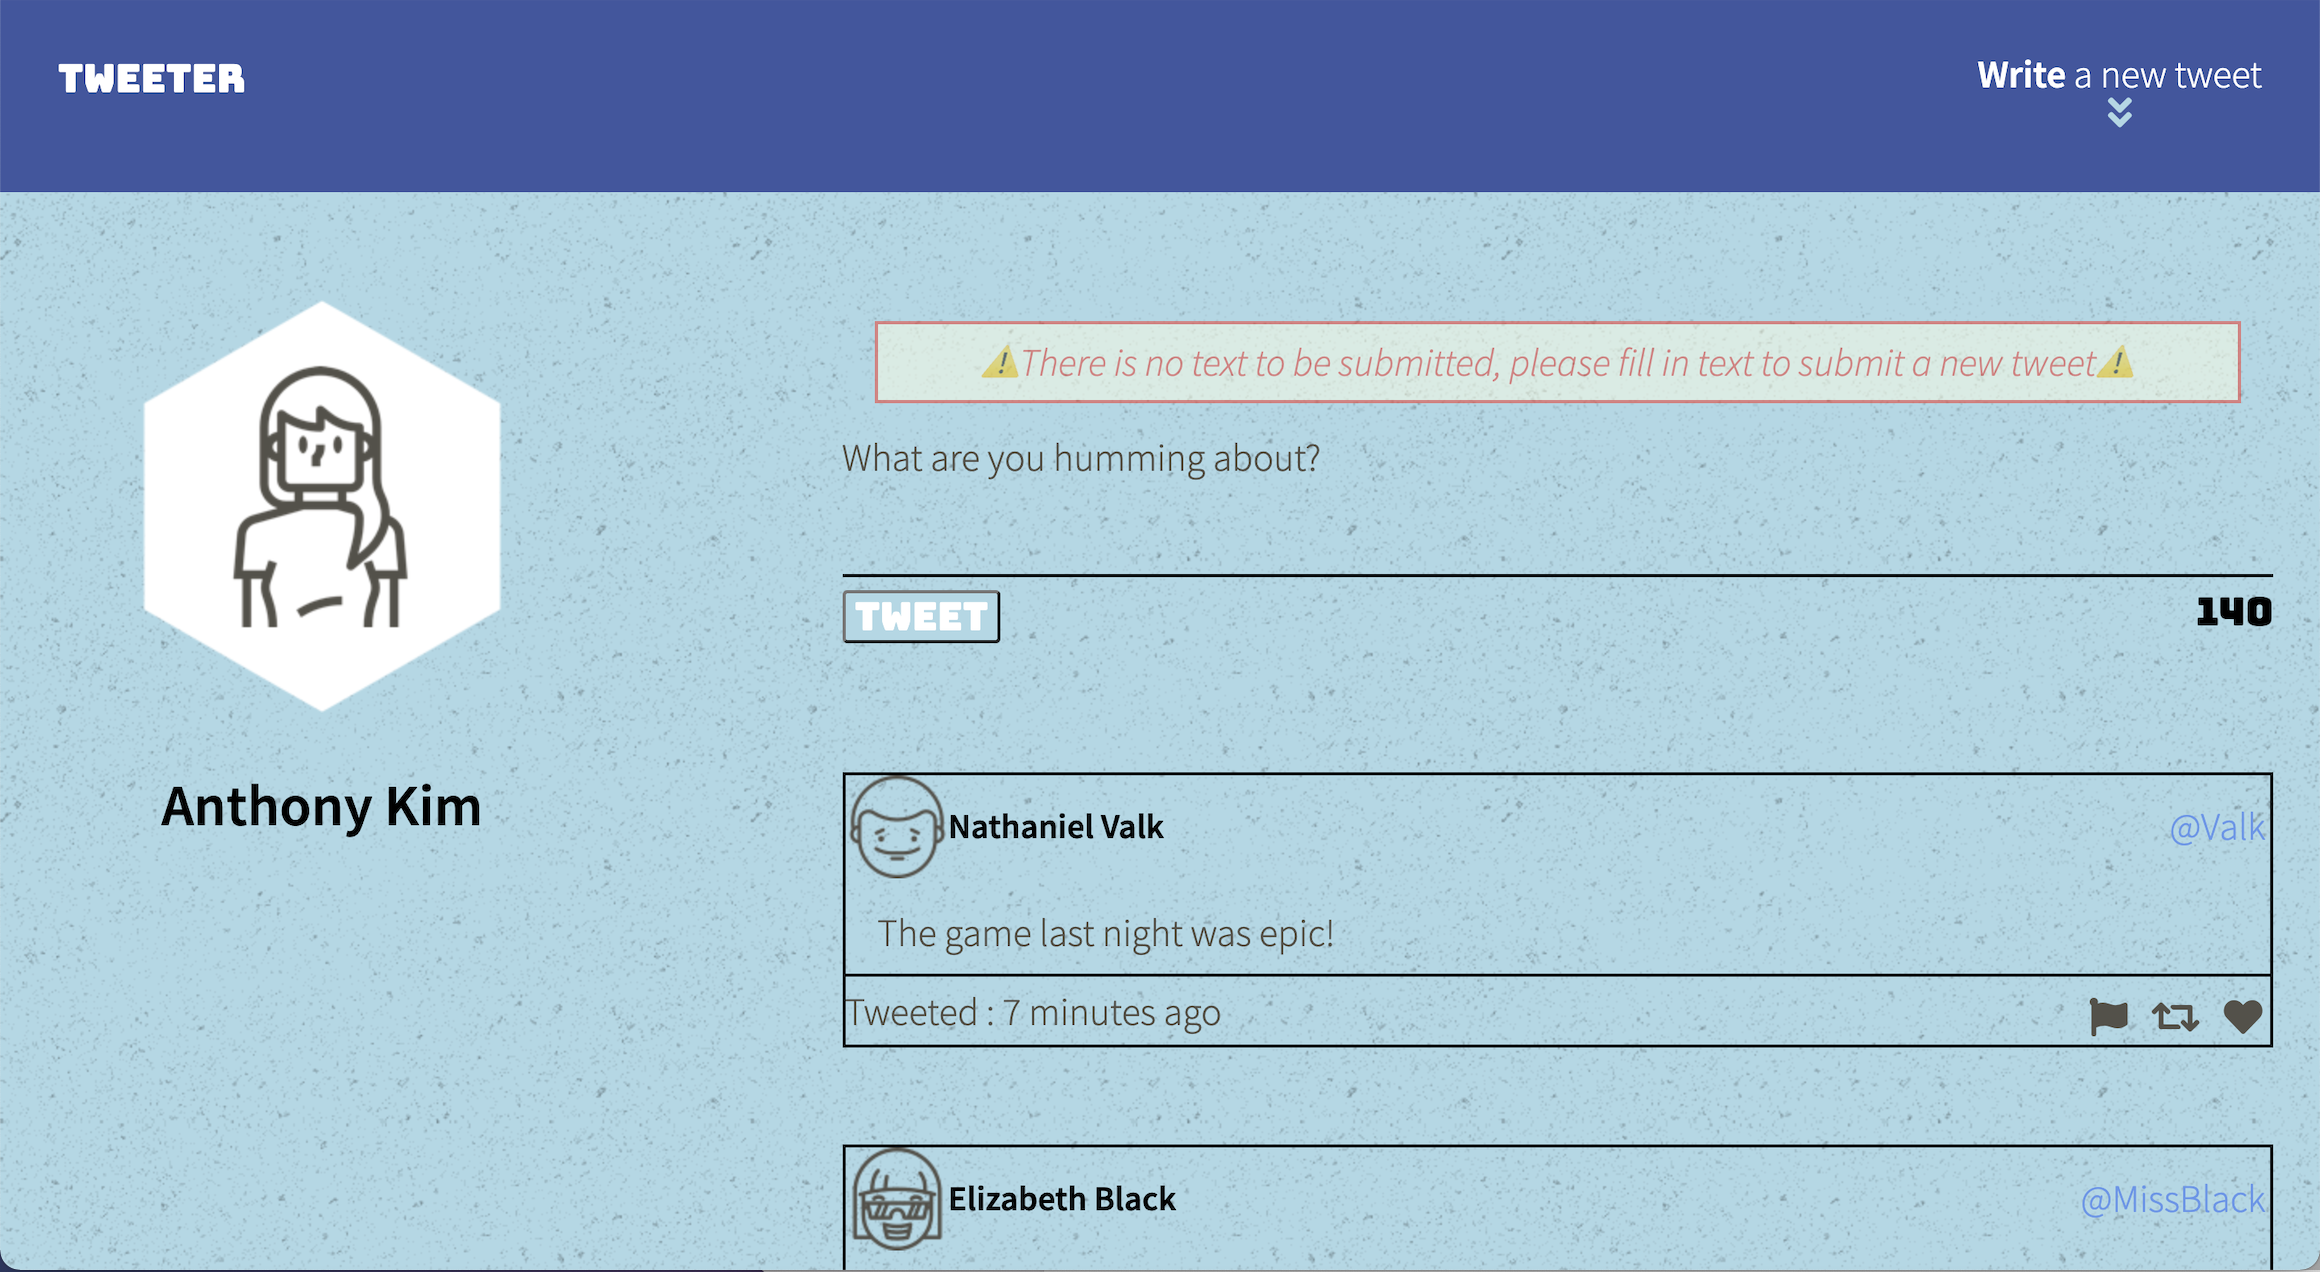 TWEETER
Write a new tweet
⚠️There is no text to be submitted, please fill in text to submit a new tweet⚠️
What are you humming about?
TWEET
140
Anthony Kim
Nathaniel Valk
@Valk
The game last night was epic!
Tweeted : 7 minutes ago
Elizabeth Black
@MissBlack